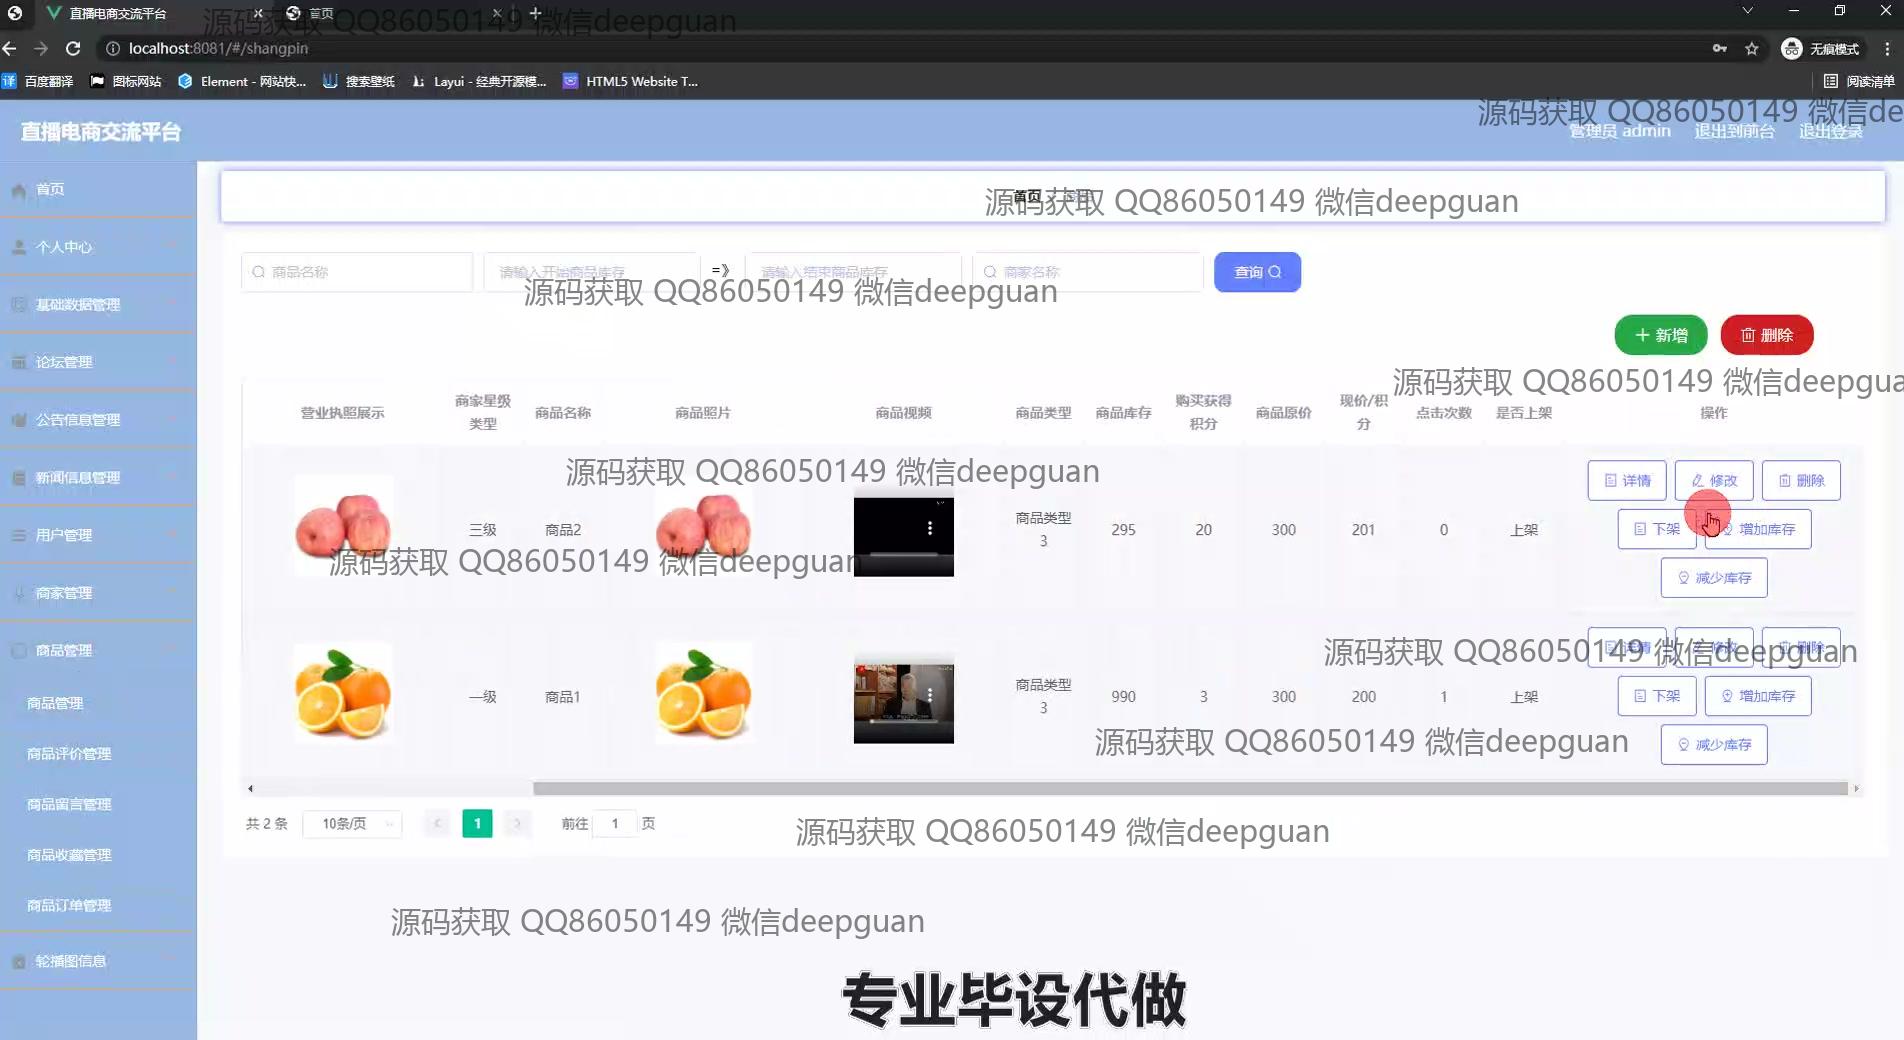 直播电商交流平台
首页
源码获取 QQ86050149 微信deepguan
localhost:8081/#/shangpin
无痕模式
百度翻译
图标网站
Element - 网站快...
搜索壁纸
Layui - 经典开源模...
HTML5 Website T...
阅读清单
直播电商交流平台
源码获取 QQ86050149 微信de
管理员 admin
退出到前台
退出登录
首页
个人中心
基础数据管理
论坛管理
公告信息管理
新闻信息管理
用户管理
商家管理
商品管理
商品管理
商品评价管理
商品留言管理
商品收藏管理
商品订单管理
轮播图信息
首页
源码获取 QQ86050149 微信deepguan
商品名称
请输入开始商品库存
=》
请输入结束商品库存
商家名称
查询
源码获取 QQ86050149 微信deepguan
新增
删除
源码获取 QQ86050149 微信deepgua
营业执照展示
商家星级
类型
商品名称
商品照片
商品视频
商品类型
商品库存
购买获得
积分
商品原价
现价/积
分
点击次数
是否上架
操作
源码获取 QQ86050149 微信deepguan
三级
商品2
商品类型
3
295
20
300
201
0
上架
详情
修改
删除
下架
增加库存
减少库存
源码获取 QQ86050149 微信deepguan
一级
商品1
商品类型
3
990
3
300
200
1
上架
详情
修改
删除
源码获取 QQ86050149 微信deepguan
下架
增加库存
减少库存
源码获取 QQ86050149 微信deepguan
共 2 条
10条/页
1
前往
1
页
源码获取 QQ86050149 微信deepguan
源码获取 QQ86050149 微信deepguan
专业毕设代做